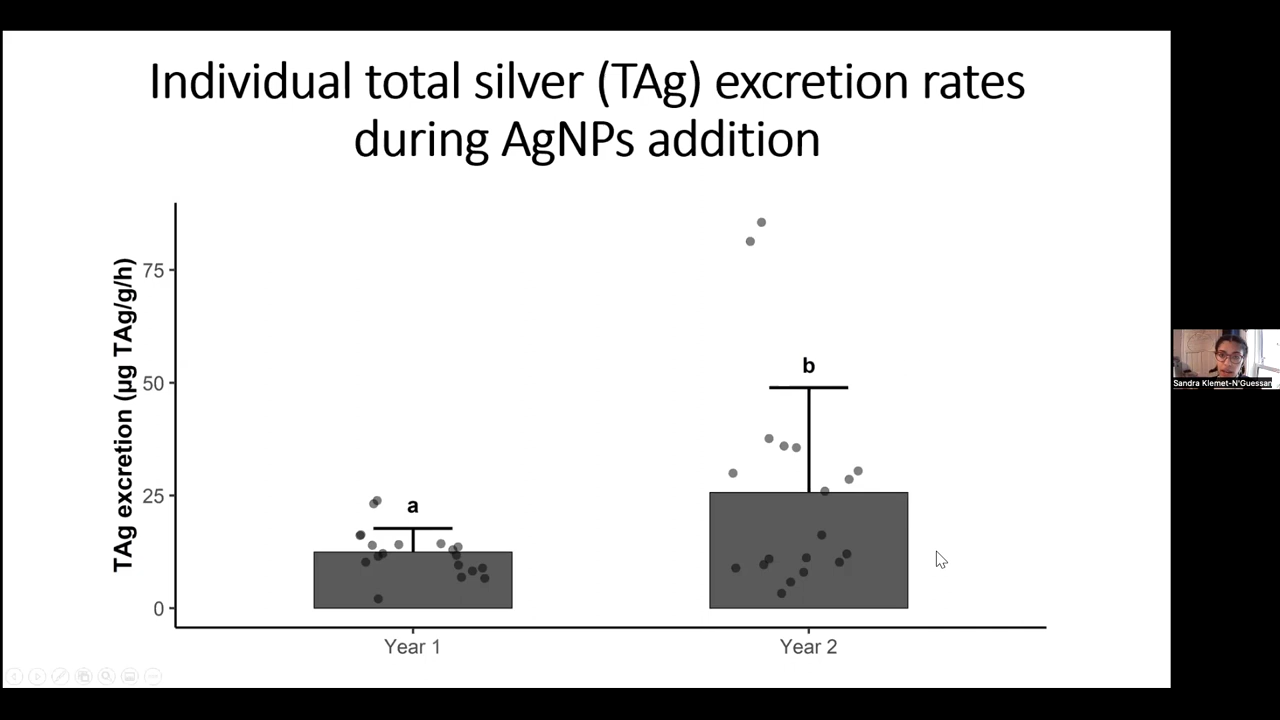 Individual total silver (TAg) excretion rates
during AgNPs addition
TAg excretion (µg TAg/g/h)
75
50
25
0
a
b
Year 1
Year 2
Sandra Klemet-N'Guessan